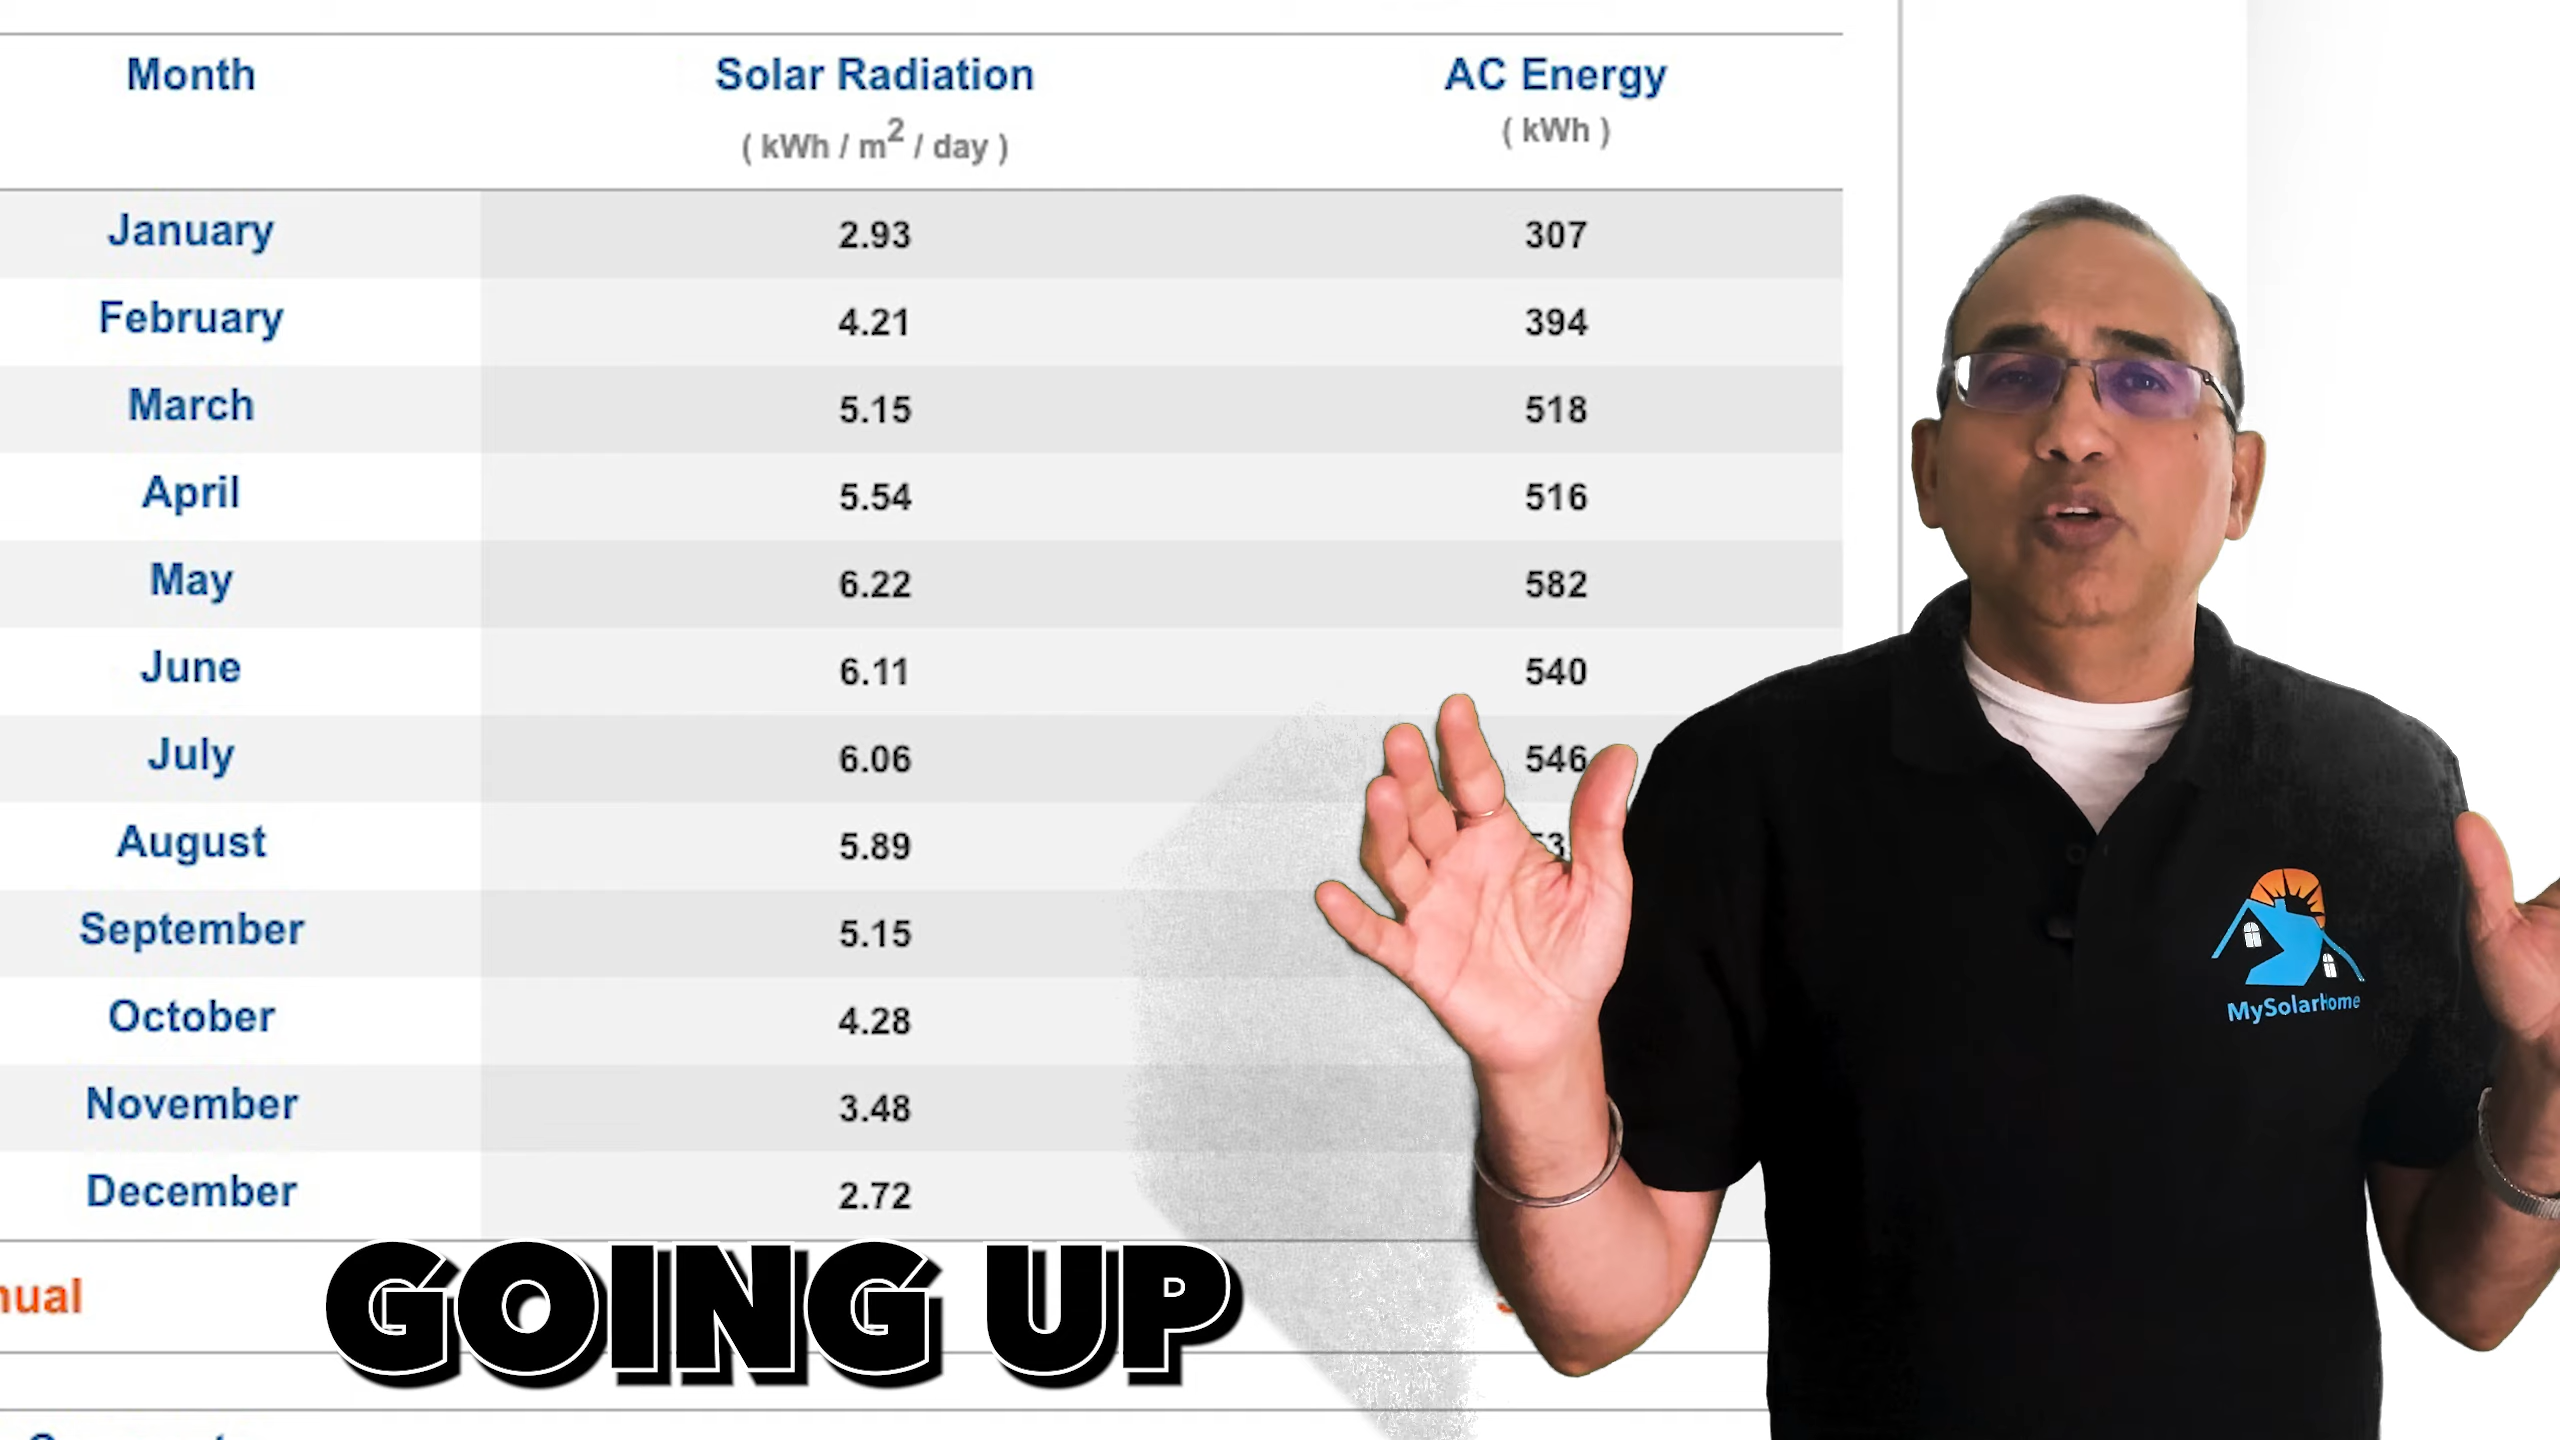 Month Solar Radiation AC Energy
( kWh / m2 / day ) ( kWh )
January 2.93 307
February 4.21 394
March 5.15 518
April 5.54 516
May 6.22 582
June 6.11 540
July 6.06 546
August 5.89
September 5.15
October 4.28
November 3.48
December 2.72
nual
GOING UP
MySolarHome